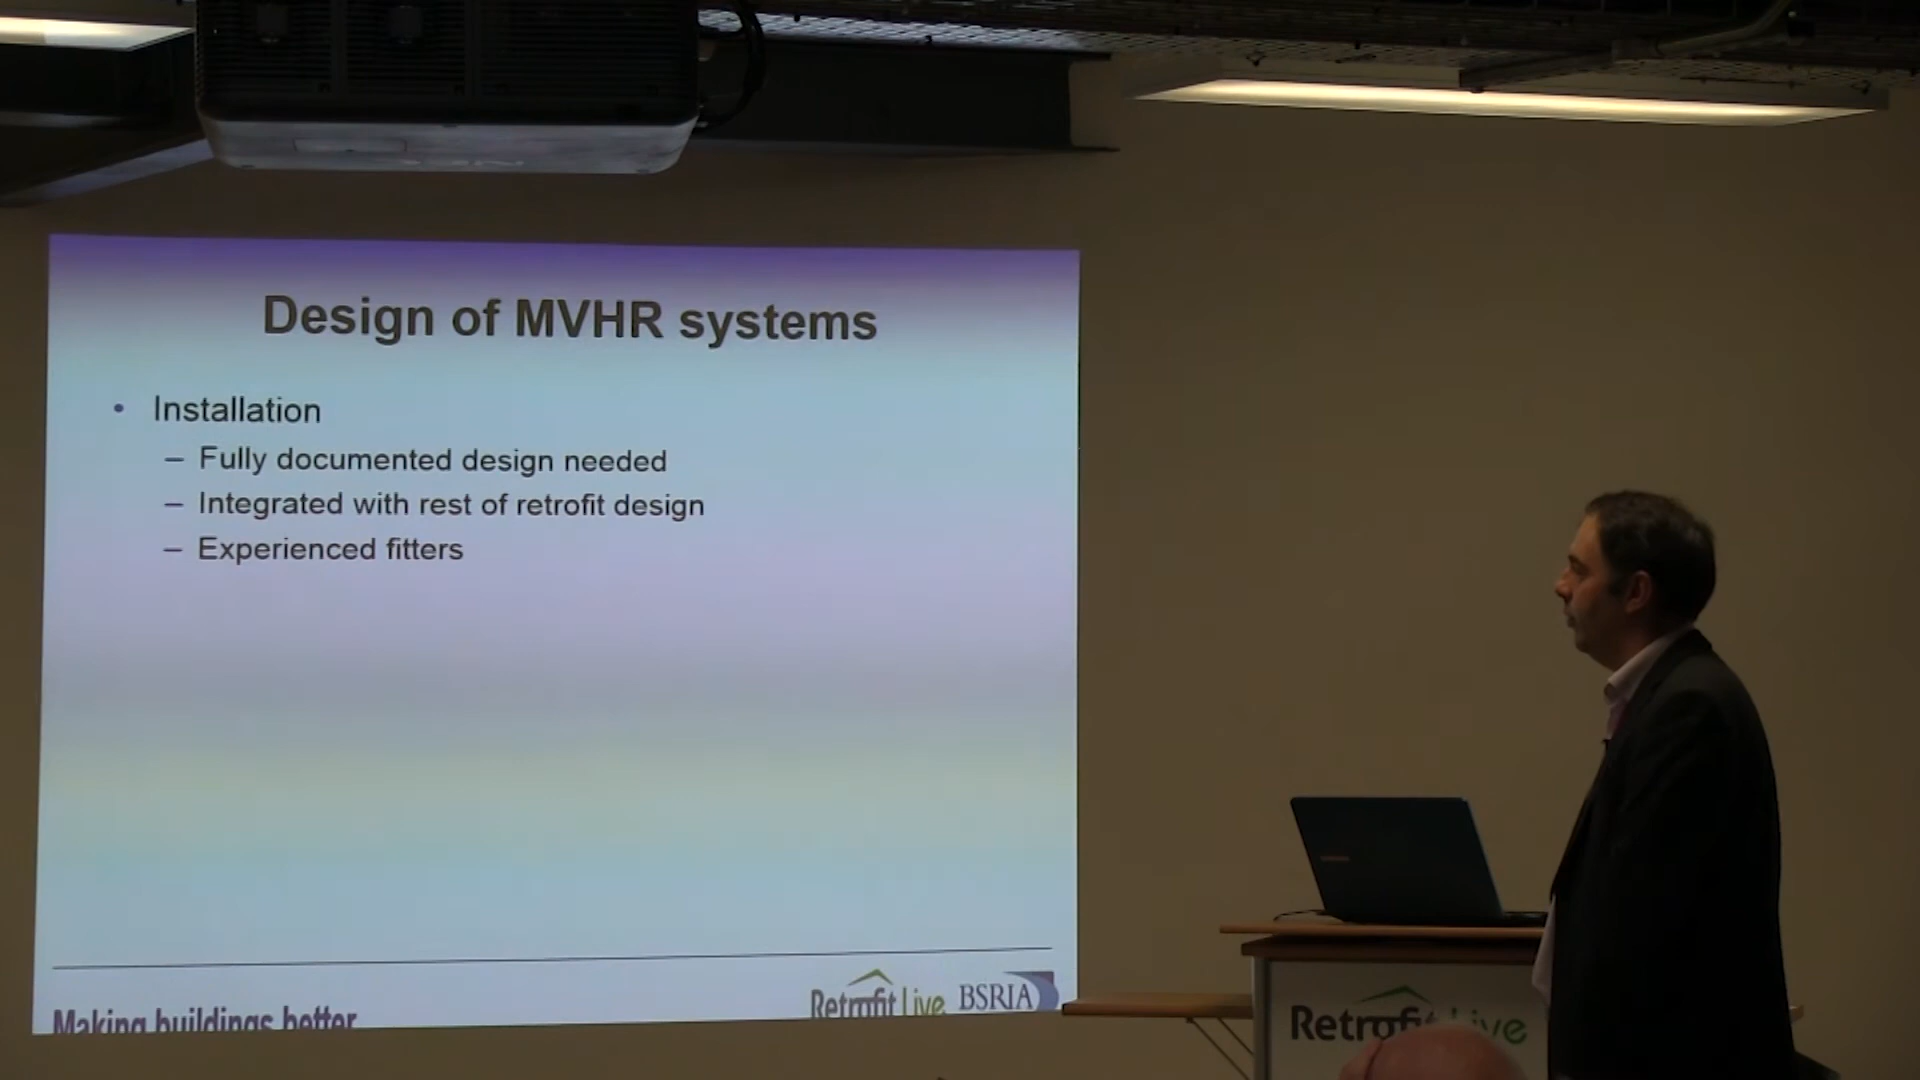 Design of MVHR systems
• Installation
– Fully documented design needed
– Integrated with rest of retrofit design
– Experienced fitters
Making buildings better
Retrofit Live BSRIA
Retrofit Live